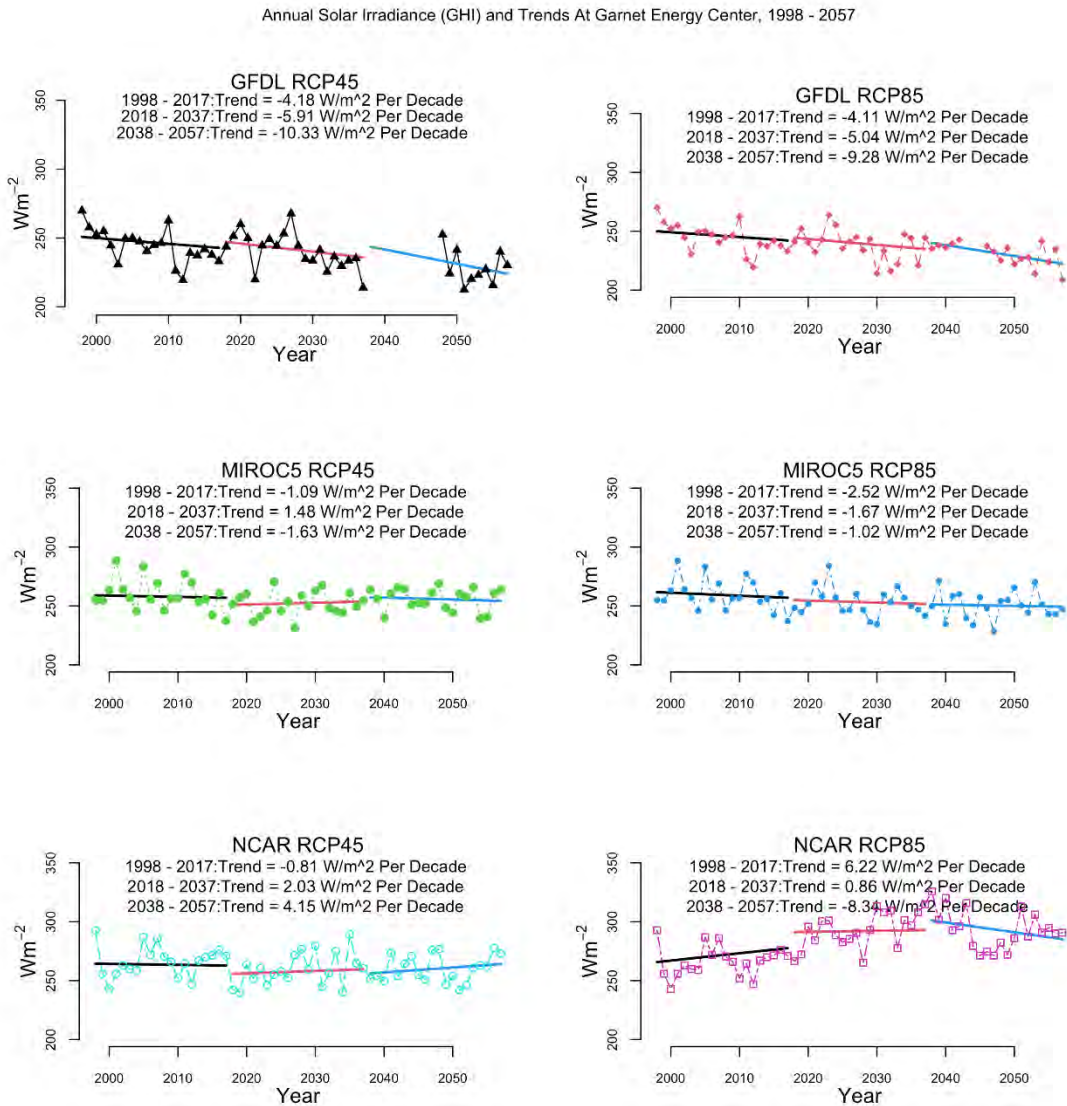 Annual Solar Irradiance (GHI) and Trends At Garnet Energy Center, 1998 - 2057
GFDL RCP45
1998 - 2017:Trend = -4.18 W/m^2 Per Decade
2018 - 2037:Trend = -5.91 W/m^2 Per Decade
2038 - 2057:Trend = -10.33 W/m^2 Per Decade
Wm−2
350
300
250
200
2000 2010 2020 2030 2040 2050
Year
GFDL RCP85
1998 - 2017:Trend = -4.11 W/m^2 Per Decade
2018 - 2037:Trend = -5.04 W/m^2 Per Decade
2038 - 2057:Trend = -9.28 W/m^2 Per Decade
Wm−2
350
300
250
200
2000 2010 2020 2030 2040 2050
Year
MIROC5 RCP45
1998 - 2017:Trend = -1.09 W/m^2 Per Decade
2018 - 2037:Trend = 1.48 W/m^2 Per Decade
2038 - 2057:Trend = -1.63 W/m^2 Per Decade
Wm−2
350
300
250
200
2000 2010 2020 2030 2040 2050
Year
MIROC5 RCP85
1998 - 2017:Trend = -2.52 W/m^2 Per Decade
2018 - 2037:Trend = -1.67 W/m^2 Per Decade
2038 - 2057:Trend = -1.02 W/m^2 Per Decade
Wm−2
350
300
250
200
2000 2010 2020 2030 2040 2050
Year
NCAR RCP45
1998 - 2017:Trend = -0.81 W/m^2 Per Decade
2018 - 2037:Trend = 2.03 W/m^2 Per Decade
2038 - 2057:Trend = 4.15 W/m^2 Per Decade
Wm−2
350
300
250
200
2000 2010 2020 2030 2040 2050
Year
NCAR RCP85
1998 - 2017:Trend = 6.22 W/m^2 Per Decade
2018 - 2037:Trend = 0.86 W/m^2 Per Decade
2038 - 2057:Trend = -8.34 W/m^2 Per Decade
Wm−2
350
300
250
200
2000 2010 2020 2030 2040 2050
Year